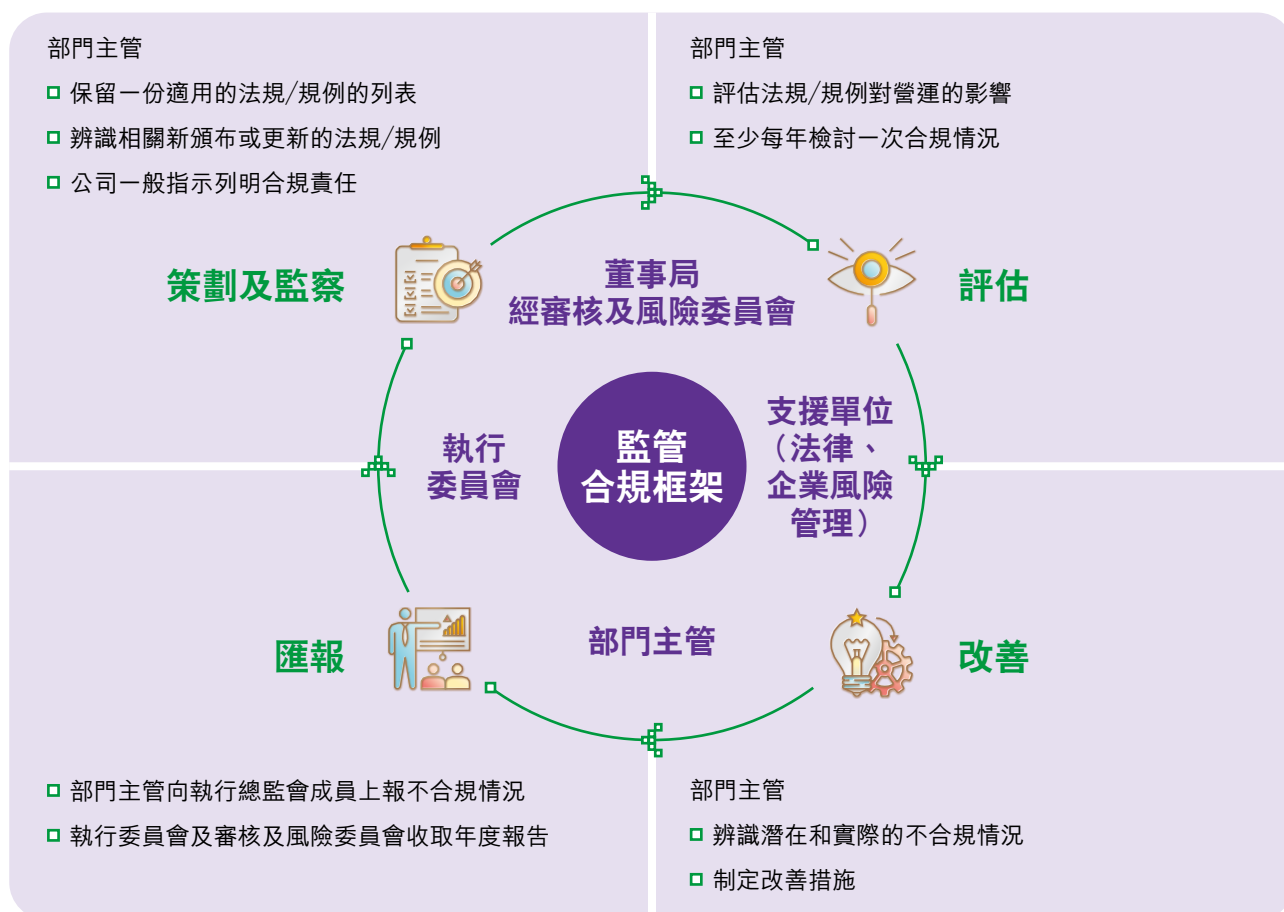 部門主管
保留一份適用的法規/規例的列表
辨識相關新頒布或更新的法規/規例
公司一般指示列明合規責任
部門主管
評估法規/規例對營運的影響
至少每年檢討一次合規情況
策劃及監察
董事局
經審核及風險委員會
評估
執行
委員會
監管
合規框架
支援單位
（法律、
企業風險
管理）
匯報
部門主管
改善
部門主管向執行總監會成員上報不合規情況
執行委員會及審核及風險委員會收取年度報告
部門主管
辨識潛在和實際的不合規情況
制定改善措施